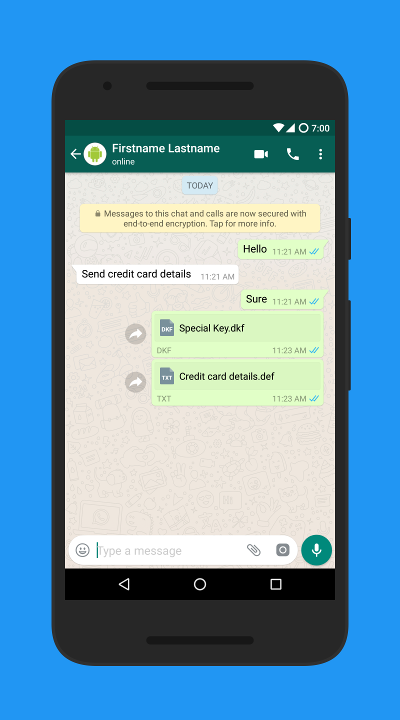 7:00
Firstname Lastname
online
TODAY
Messages to this chat and calls are now secured with
end-to-end encryption. Tap for more info.
Hello 11:21 AM
Send credit card details 11:21 AM
Sure 11:21 AM
DKF Special Key.dkf
DKF 11:23 AM
TXT Credit card details.def
TXT 11:23 AM
Type a message